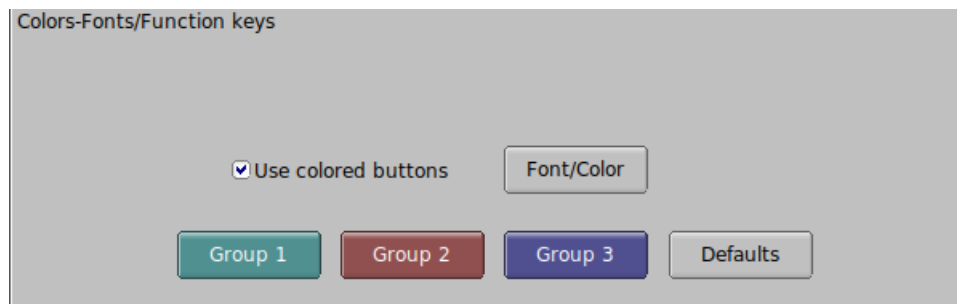 Colors-Fonts/Function keys
Use colored buttons Font/Color
Group 1 Group 2 Group 3 Defaults